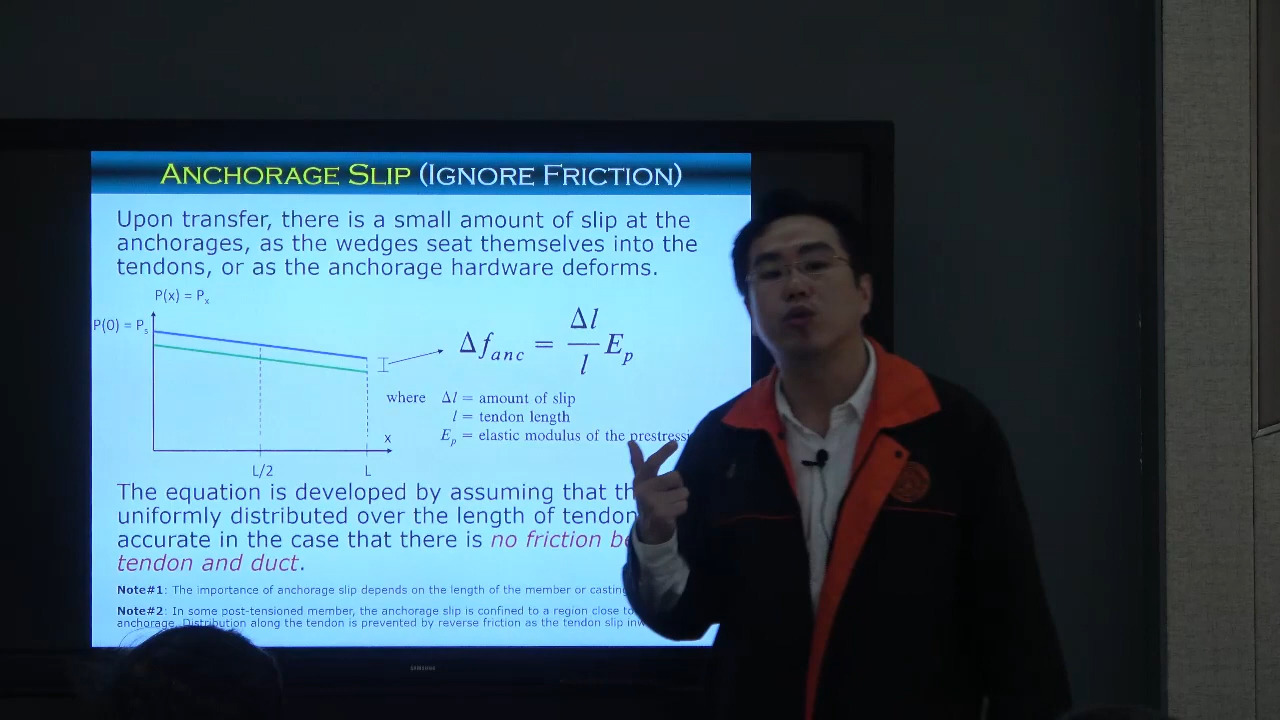 ANCHORAGE SLIP (IGNORE FRICTION)
Upon transfer, there is a small amount of slip at the
anchorages, as the wedges seat themselves into the
tendons, or as the anchorage hardware deforms.
P(x) = Pₓ
P(0) = Pₛ
Δf_anc = Δl/l E_p
where Δl = amount of slip
l = tendon length
E_p = elastic modulus of the prestressi
x
L/2 L
The equation is developed by assuming that th
uniformly distributed over the length of tendon
accurate in the case that there is no friction be
tendon and duct.
Note#1: The importance of anchorage slip depends on the length of the member or casting
Note#2: In some post-tensioned member, the anchorage slip is confined to a region close to
anchorage. Distribution along the tendon is prevented by reverse friction as the tendon slip inw
SAMSUNG